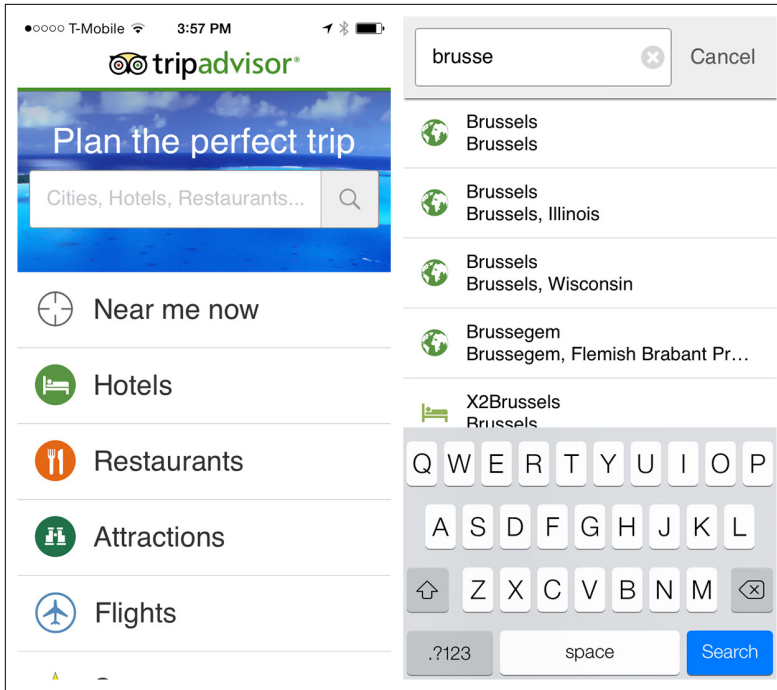 T-Mobile 3:57 PM
tripadvisor®
Plan the perfect trip
Cities, Hotels, Restaurants...
Near me now
Hotels
Restaurants
Attractions
Flights
brusse Cancel
Brussels
Brussels
Brussels
Brussels, Illinois
Brussels
Brussels, Wisconsin
Brussegem
Brussegem, Flemish Brabant Pr...
X2Brussels
Brussels
Q W E R T Y U I O P
A S D F G H J K L
Z X C V B N M
.?123 space Search